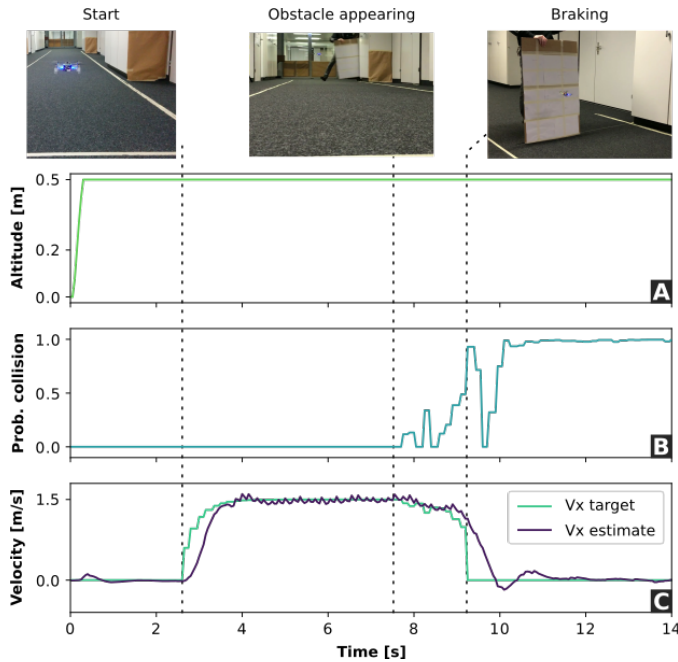 Start
Obstacle appearing
Braking
Altitude [m]
0.5
0.2
0.0
A
Prob. collision
1.0
0.5
0.0
B
Velocity [m/s]
1.5
0.0
Vx target
Vx estimate
C
0 2 4 6 8 10 12 14
Time [s]